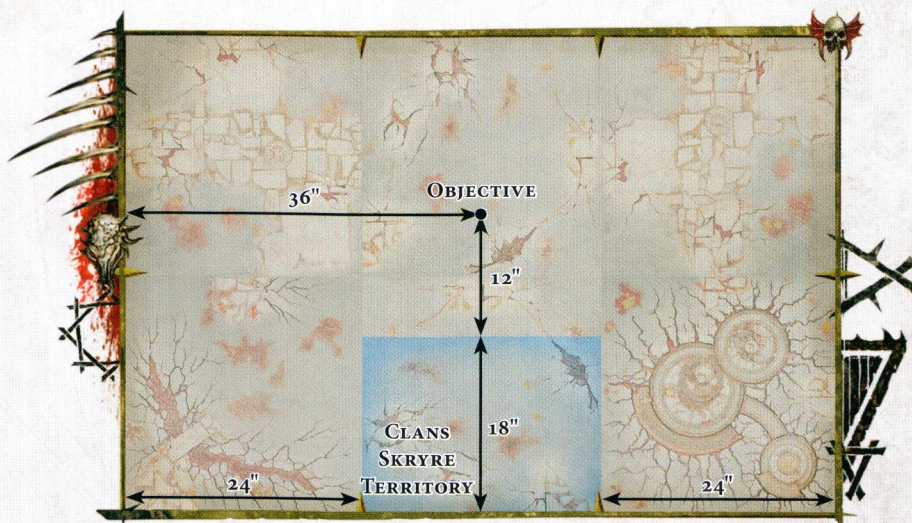 36"
Objective
12"
Clans
Skryre
Territory
18"
24"
24"